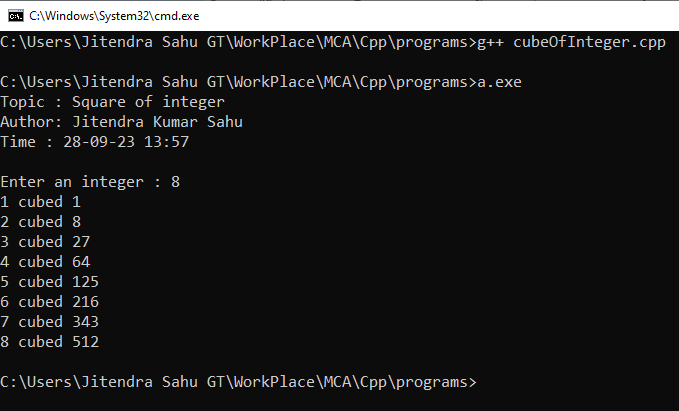 C:\Windows\System32\cmd.exe
C:\Users\Jitendra Sahu GT\WorkPlace\MCA\Cpp\programs>g++ cubeOfInteger.cpp
C:\Users\Jitendra Sahu GT\WorkPlace\MCA\Cpp\programs>a.exe
Topic : Square of integer
Author: Jitendra Kumar Sahu
Time : 28-09-23 13:57
Enter an integer : 8
1 cubed 1
2 cubed 8
3 cubed 27
4 cubed 64
5 cubed 125
6 cubed 216
7 cubed 343
8 cubed 512
C:\Users\Jitendra Sahu GT\WorkPlace\MCA\Cpp\programs>